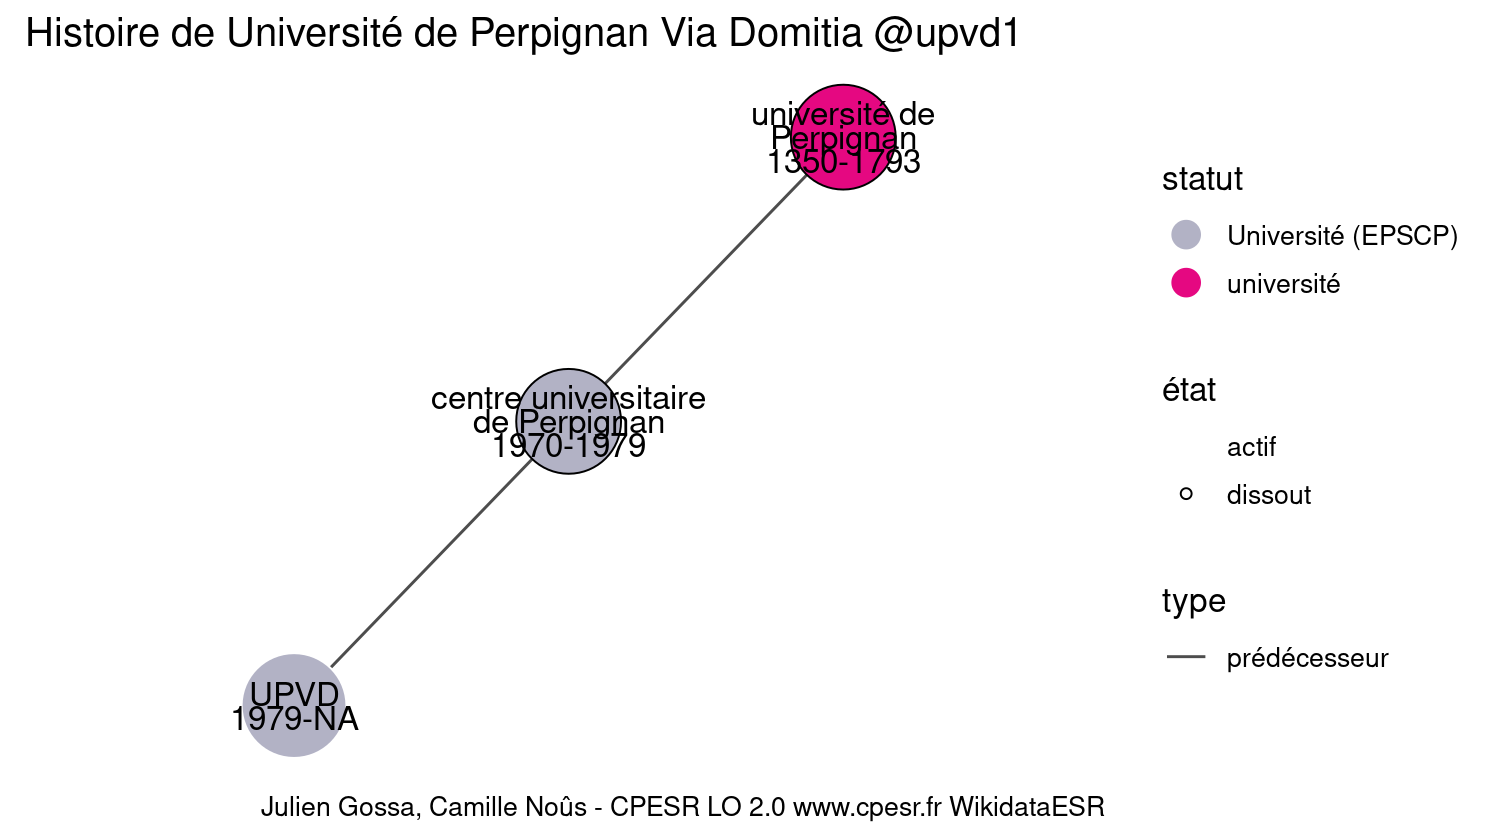 Histoire de Université de Perpignan Via Domitia @upvd1
université de
Perpignan
1350-1793
centre universitaire
de Perpignan
1970-1979
UPVD
1979-NA
statut
Université (EPSCP)
université
état
actif
dissout
type
prédécesseur
Julien Gossa, Camille Noûs - CPESR LO 2.0 www.cpesr.fr WikidataESR